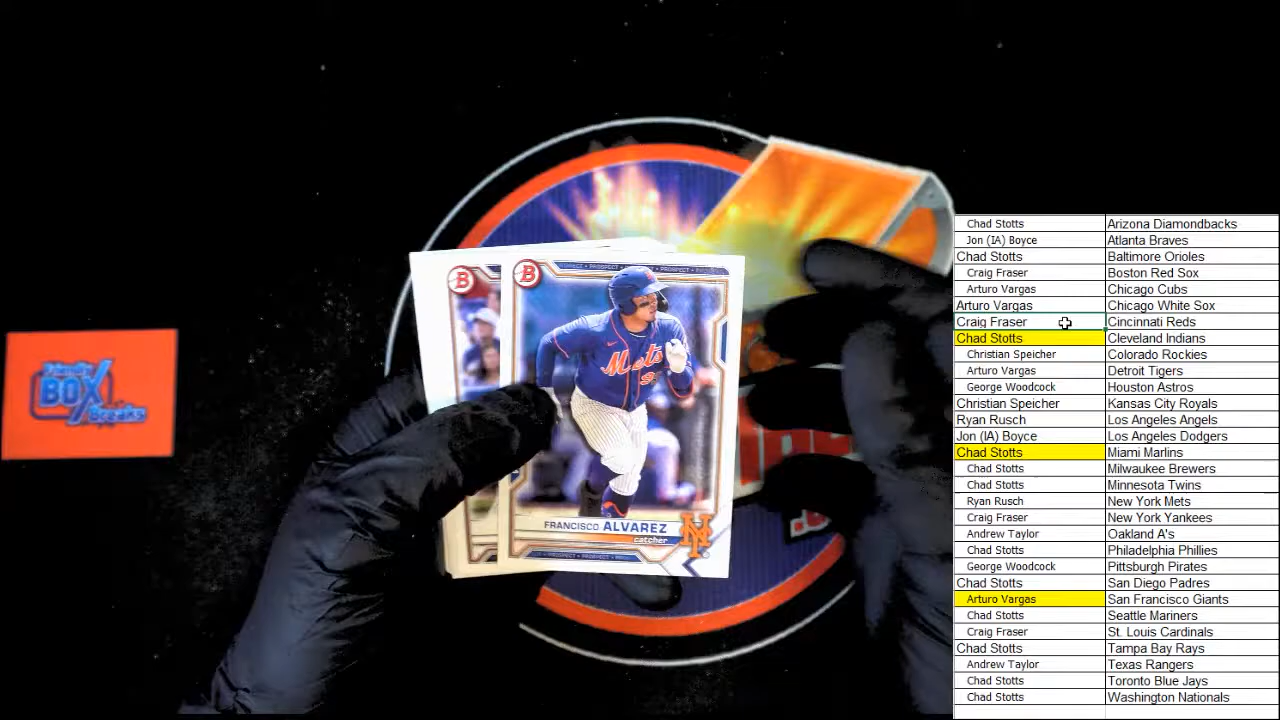 BOX
Breaks
B
B
PROSPECT • PROSPECT
Mets
FRANCISCO ALVAREZ
catcher
NY
PROSPECT • PROSPECT
Chad Stotts Arizona Diamondbacks
Jon (IA) Boyce Atlanta Braves
Chad Stotts Baltimore Orioles
Craig Fraser Boston Red Sox
Arturo Vargas Chicago Cubs
Arturo Vargas Chicago White Sox
Craig Fraser Cincinnati Reds
Chad Stotts Cleveland Indians
Christian Speicher Colorado Rockies
Arturo Vargas Detroit Tigers
George Woodcock Houston Astros
Christian Speicher Kansas City Royals
Ryan Rusch Los Angeles Angels
Jon (IA) Boyce Los Angeles Dodgers
Chad Stotts Miami Marlins
Chad Stotts Milwaukee Brewers
Chad Stotts Minnesota Twins
Ryan Rusch New York Mets
Craig Fraser New York Yankees
Andrew Taylor Oakland A's
Chad Stotts Philadelphia Phillies
George Woodcock Pittsburgh Pirates
Chad Stotts San Diego Padres
Arturo Vargas San Francisco Giants
Chad Stotts Seattle Mariners
Craig Fraser St. Louis Cardinals
Chad Stotts Tampa Bay Rays
Andrew Taylor Texas Rangers
Chad Stotts Toronto Blue Jays
Chad Stotts Washington Nationals